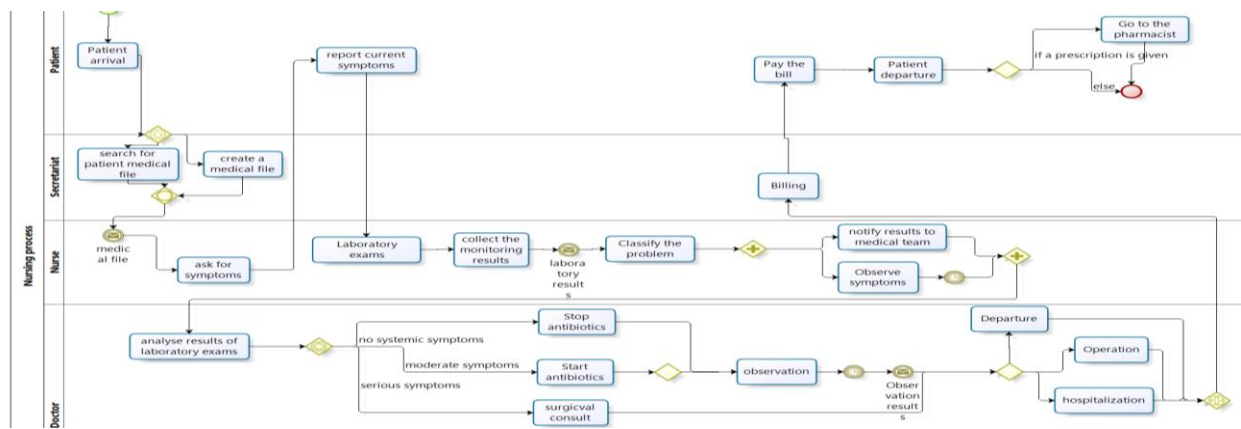 Nursing process
Patient
Secretariat
Nurse
Doctor
Patient
arrival
report current
symptoms
Pay the
bill
Patient
departure
Go to the
pharmacist
if a prescription is given
else
search for
patient medical
file
create a
medical file
Billing
medic
al file
ask for
symptoms
Laboratory
exams
collect the
monitoring
results
labora
tory
result
s
Classify the
problem
notify results to
medical team
Observe
symptoms
analyse results of
laboratory exams
no systemic symptoms
moderate symptoms
serious symptoms
Stop
antibiotics
Start
antibiotics
surgicval
consult
observation
Obser
vation
result
s
Departure
Operation
hospitalization